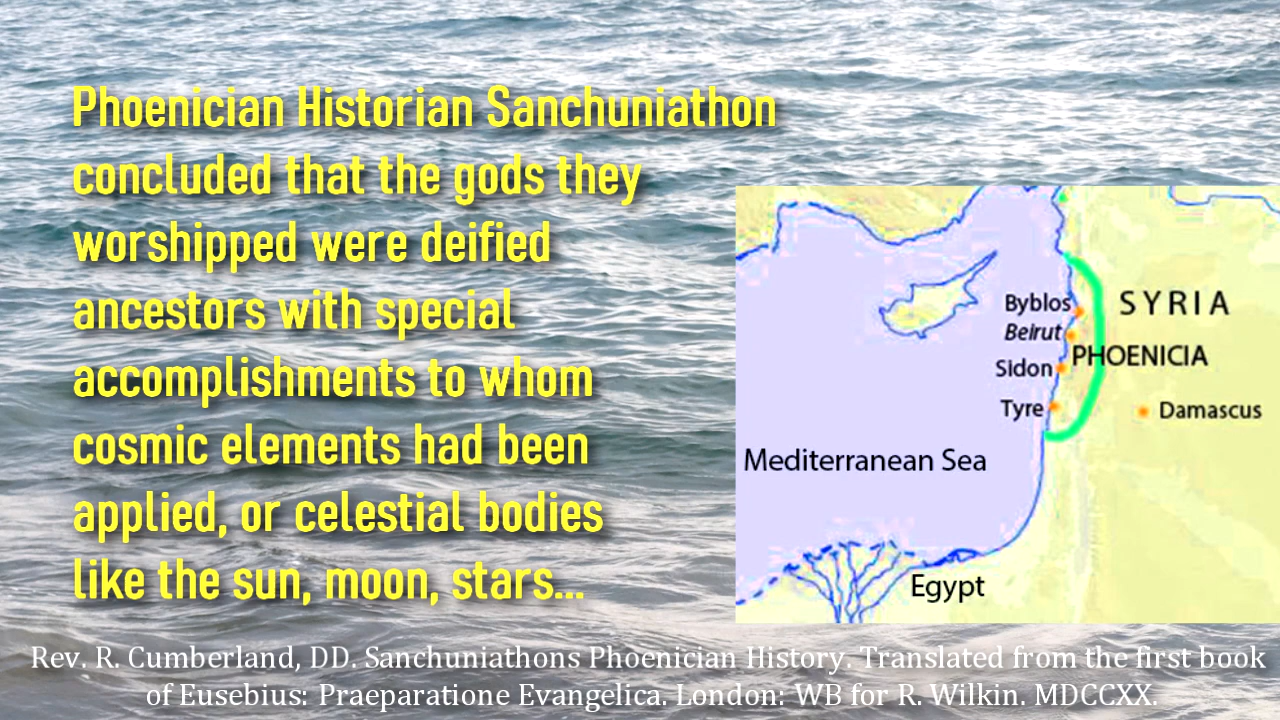 Phoenician Historian Sanchuniathon
concluded that the gods they
worshipped were deified
ancestors with special
accomplishments to whom
cosmic elements had been
applied, or celestial bodies
like the sun, moon, stars...
Byblos
SYRIA
Beirut
PHOENICIA
Sidon
Tyre
Damascus
Mediterranean Sea
Egypt
Rev. R. Cumberland, DD. Sanchuniathons Phoenician History. Translated from the first book
of Eusebius: Praeparatione Evangelica. London: WB for R. Wilkin. MDCCXX.